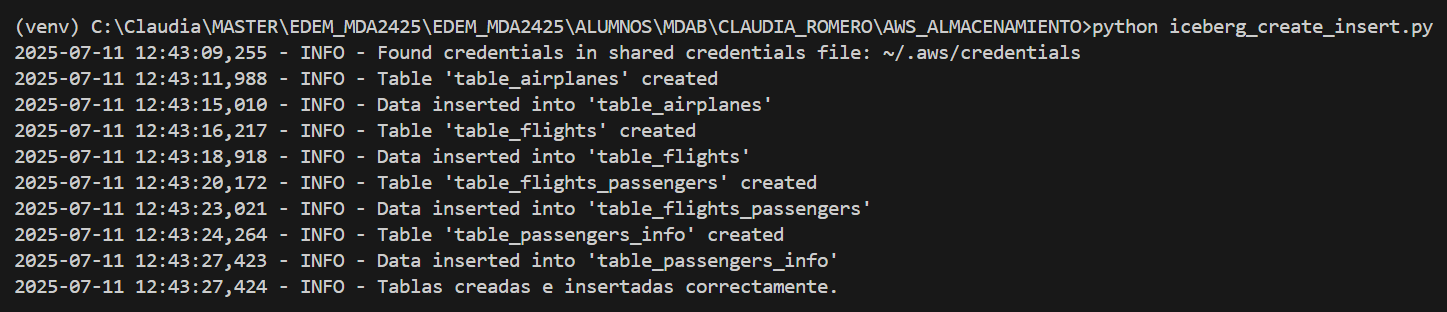 (venv) C:\Claudia\MASTER\EDEM_MDA2425\EDEM_MDA2425\ALUMNOS\MDAB\CLAUDIA_ROMERO\AWS_ALMACENAMIENTO>python iceberg_create_insert.py
2025-07-11 12:43:09,255 - INFO - Found credentials in shared credentials file: ~/.aws/credentials
2025-07-11 12:43:11,988 - INFO - Table 'table_airplanes' created
2025-07-11 12:43:15,010 - INFO - Data inserted into 'table_airplanes'
2025-07-11 12:43:16,217 - INFO - Table 'table_flights' created
2025-07-11 12:43:18,918 - INFO - Data inserted into 'table_flights'
2025-07-11 12:43:20,172 - INFO - Table 'table_flights_passengers' created
2025-07-11 12:43:23,021 - INFO - Data inserted into 'table_flights_passengers'
2025-07-11 12:43:24,264 - INFO - Table 'table_passengers_info' created
2025-07-11 12:43:27,423 - INFO - Data inserted into 'table_passengers_info'
2025-07-11 12:43:27,424 - INFO - Tablas creadas e insertadas correctamente.